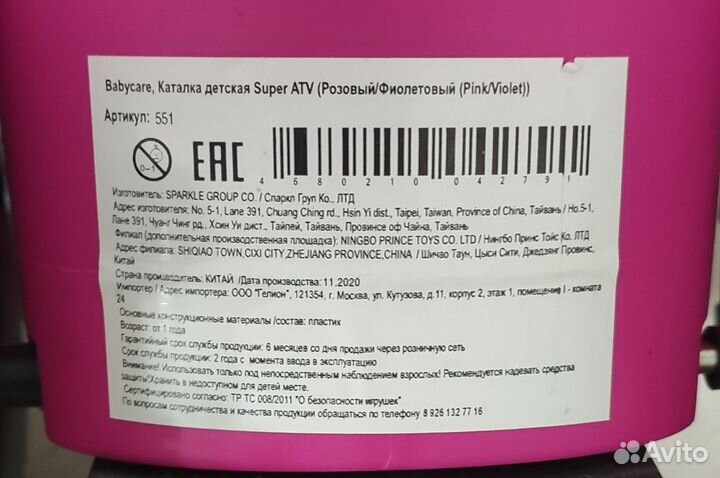 Babycare, Каталка детская Super ATV (Розовый/Фиолетовый (Pink/Violet))
Артикул: 551
0-1
EAC
4680210042791
Изготовитель: SPARKLE GROUP CO. / Спаркл Груп Ко., ЛТД
Адрес изготовителя: No. 5-1, Lane 391, Chuang Ching rd., Hsin Yi dist., Taipei, Taiwan, Province of China, Тайвань / Но.5-1,
Лане 391, Чуанг Чинг рд., Хсин Уи дист., Тайпей, Тайвань, Провинсе оф Чайна, Тайвань
Филиал (дополнительная производственная площадка): NINGBO PRINCE TOYS CO. LTD / Нингбо Принс Тойс Ко. ЛТД
Адрес филиала: SHIQIAO TOWN,CIXI CITY,ZHEJIANG PROVINCE,CHINA / Шичао Таун, Цыси Сити, Джедзянг Провинс,
Китай
Страна производитель: КИТАЙ /Дата производства: 11.2020
Импортер / Адрес импортера: ООО "Гелион", 121354, г. Москва, ул. Кутузова, д.11, корпус 2, этаж 1, помещение I - комната
24
Основные конструкционные материалы /состав: пластик
Возраст: от 1 года
Гарантийный срок службы продукции: 6 месяцев со дня продажи через розничную сеть
Срок службы продукции: 2 года с момента ввода в эксплуатацию
Внимание! Использовать только под непосредственным наблюдением взрослых! Рекомендуется надевать средства
защиты!Хранить в недоступном для детей месте.
Сертифицировано согласно: ТР ТС 008/2011 "О безопасности игрушек"
По вопросам сотрудничества и качества продукции обращаться по телефону 8 926 132 77 16
Avito